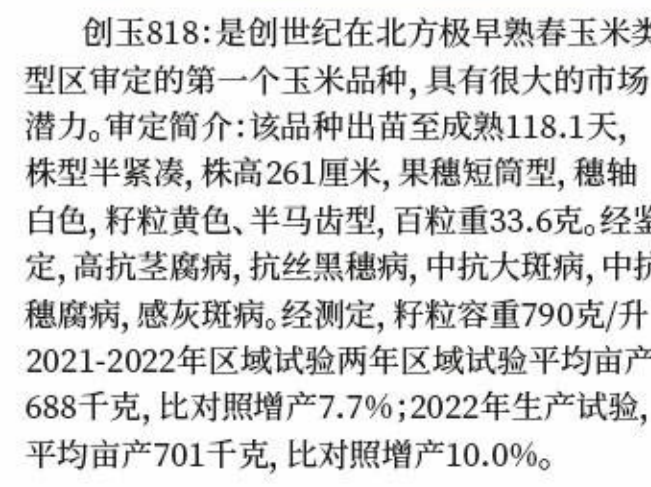 创玉818：是创世纪在北方极早熟春玉米类
型区审定的第一个玉米品种，具有很大的市场
潜力。审定简介：该品种出苗至成熟118.1天，
株型半紧凑，株高261厘米，果穗短筒型，穗轴
白色，籽粒黄色、半马齿型，百粒重33.6克。经鉴
定，高抗茎腐病，抗丝黑穗病，中抗大斑病，中抗
穗腐病，感灰斑病。经测定，籽粒容重790克/升
2021-2022年区域试验两年区域试验平均亩产
688千克，比对照增产7.7%；2022年生产试验，
平均亩产701千克，比对照增产10.0%。